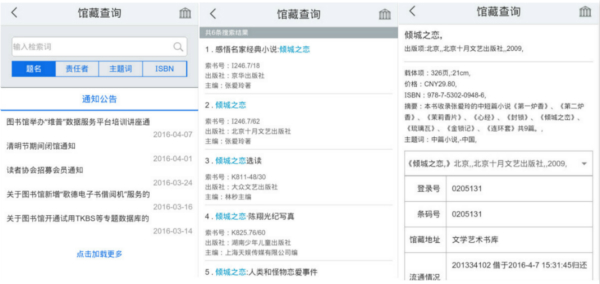 馆藏查询
请输入检索词
题名
责任者
主题词
ISBN
通知公告
图书馆举办"维普"数据服务平台培训讲座通
2016-04-07
清明节期间闭馆通知
2016-04-01
读者协会招募会员通知
2016-03-24
关于图书馆新增"歌德电子书借阅机"服务的
2016-03-16
关于图书馆开通试用TKBS等专题数据库的
2016-03-14
点击加载更多
馆藏查询
共8条搜索结果
1 . 感悟名家经典小说:倾城之恋
索书号：I246.7/18
出版社：京华出版社
主编：张爱玲著
2 . 倾城之恋
索书号：I246.7/62
出版社：北京十月文艺出版社
主编：张爱玲著
3 . 倾城之恋选读
索书号：K811-48/30
出版社：大众文艺出版社
主编：林杉主编
4 . 倾城之恋·陈翔光纪写真
索书号：K825.76/60
出版社：湖南少年儿童出版社
主编：上海天娱传媒有限公司编
5 . 倾城之恋:人类和怪物恋爱事件
馆藏查询
倾城之恋,
出版项:北京,,北京十月文艺出版社,,2009,
载体项：326页,;21cm,
价格：CNY29.80,
ISBN：978-7-5302-0948-6,
摘要：本书收录张爱玲的中短篇小说《第一炉香》、《第二炉
香》、《茉莉香片》、《心经》、《封锁》、《倾城之恋》、
《琉璃瓦》、《金锁记》、《连环套》共9篇。,
主题词：中篇小说,-中国,
《倾城之恋,》北京,,北京十月文艺出版社,,2009,
登录号
0205131
条码号
0205131
馆藏地址
文学艺术书库
流通情况
201334102 借于2016-4-7 15:31:45归还